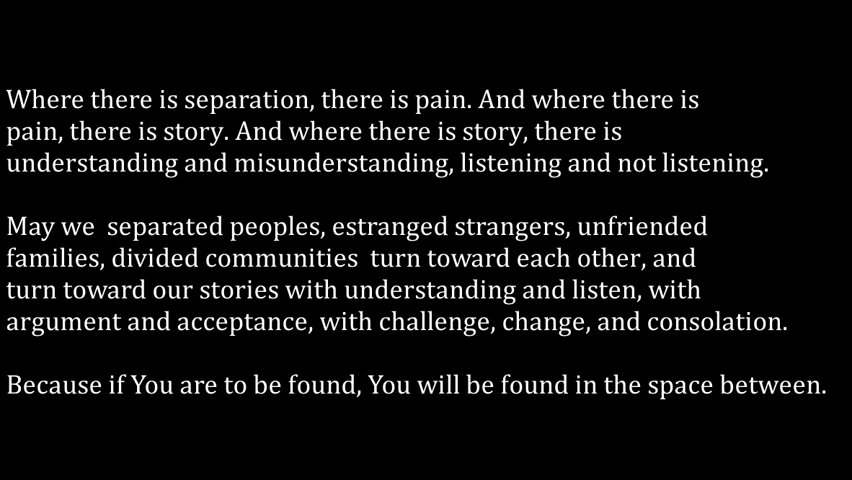 Where there is separation, there is pain. And where there is
pain, there is story. And where there is story, there is
understanding and misunderstanding, listening and not listening.
May we  separated peoples, estranged strangers, unfriended
families, divided communities  turn toward each other, and
turn toward our stories with understanding and listen, with
argument and acceptance, with challenge, change, and consolation.
Because if You are to be found, You will be found in the space between.